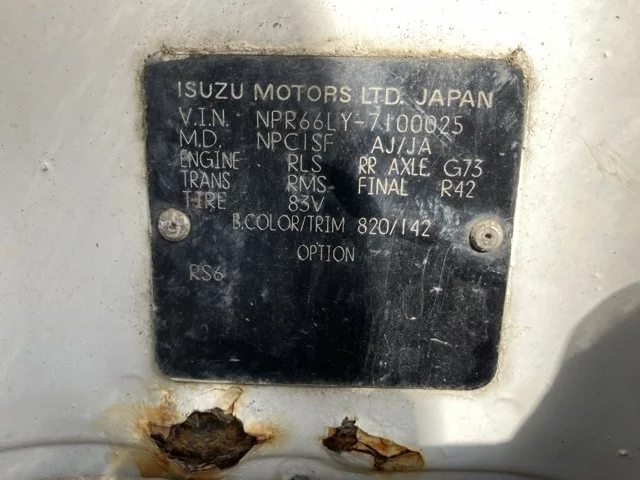 ISUZU MOTORS LTD. JAPAN
V.I.N. NPR66LY-7100025
M.D. NPC1SF AJ/JA
ENGINE RLS RR AXLE G73
TRANS RMS FINAL R42
TIRE 83V
B.COLOR/TRIM 820/142
OPTION
RS6